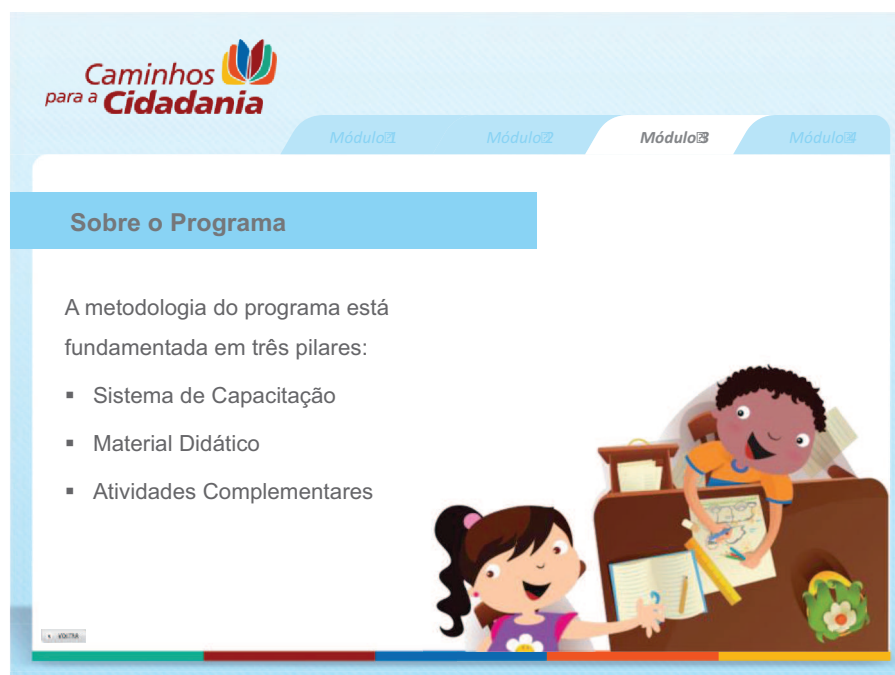 Caminhos
para a Cidadania
Módulo 1
Módulo 2
Módulo 3
Módulo 4
Sobre o Programa
A metodologia do programa está
fundamentada em três pilares:
▪ Sistema de Capacitação
▪ Material Didático
▪ Atividades Complementares
VOLTAR